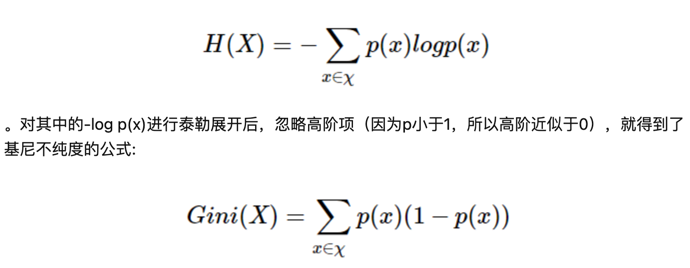 H(X) = − ∑ p(x)logp(x)
x∈χ
。对其中的-log p(x)进行泰勒展开后，忽略高阶项（因为p小于1，所以高阶近似于0），就得到了
基尼不纯度的公式:
Gini(X) = ∑ p(x)(1 − p(x))
x∈χ